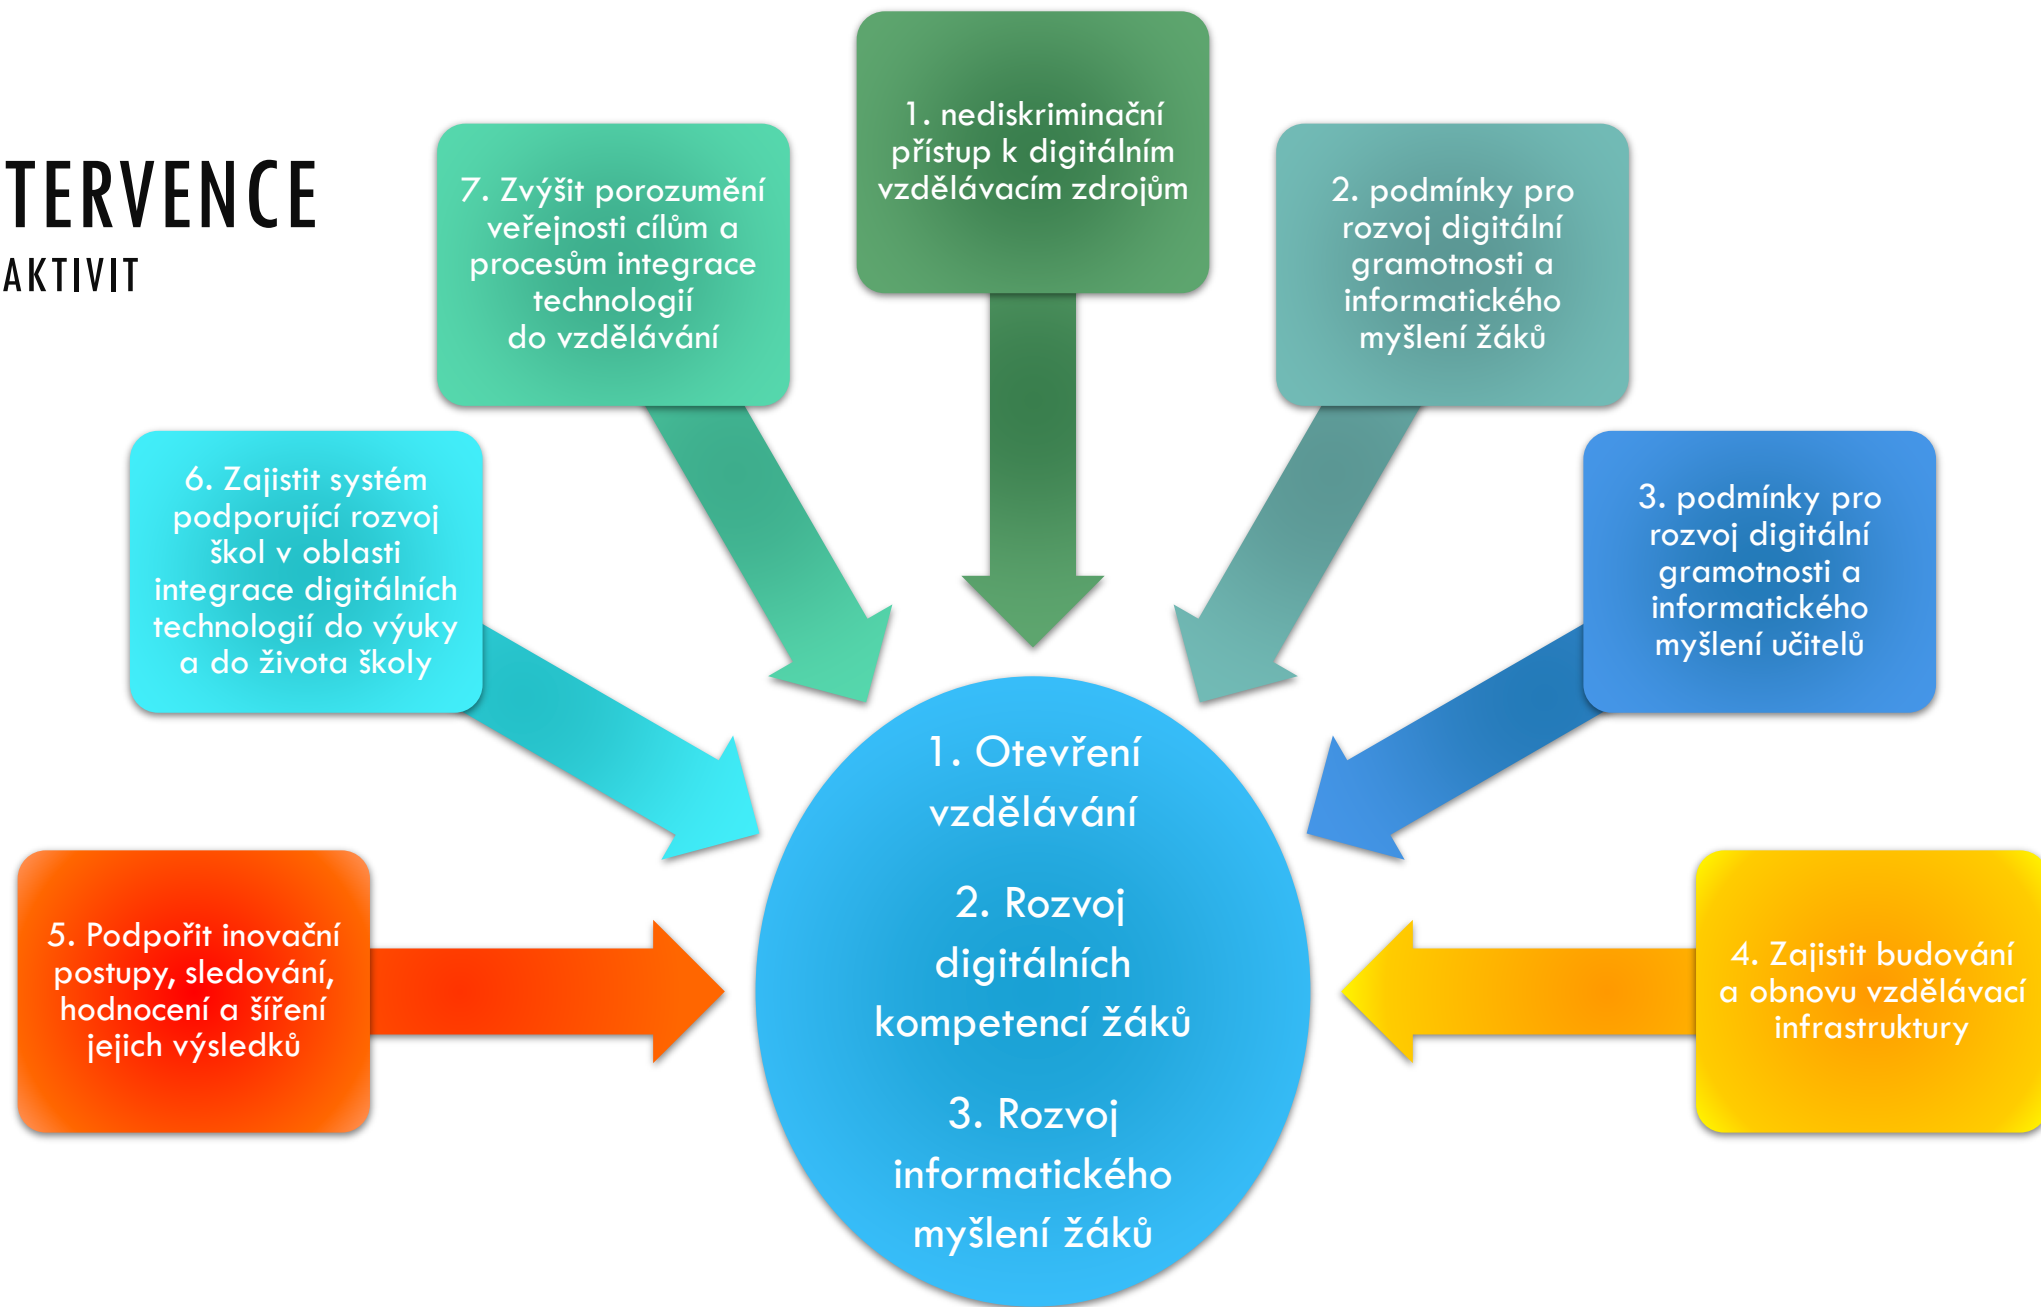 TERVENCE
AKTIVIT
1. nediskriminační
přístup k digitálním
vzdělávacím zdrojům
2. podmínky pro
rozvoj digitální
gramotnosti a
informatického
myšlení žáků
3. podmínky pro
rozvoj digitální
gramotnosti a
informatického
myšlení učitelů
4. Zajistit budování
a obnovu vzdělávací
infrastruktury
5. Podpořit inovační
postupy, sledování,
hodnocení a šíření
jejich výsledků
6. Zajistit systém
podporující rozvoj
škol v oblasti
integrace digitálních
technologií do výuky
a do života školy
7. Zvýšit porozumění
veřejnosti cílům a
procesům integrace
technologií
do vzdělávání
1. Otevření
vzdělávání
2. Rozvoj
digitálních
kompetencí žáků
3. Rozvoj
informatického
myšlení žáků